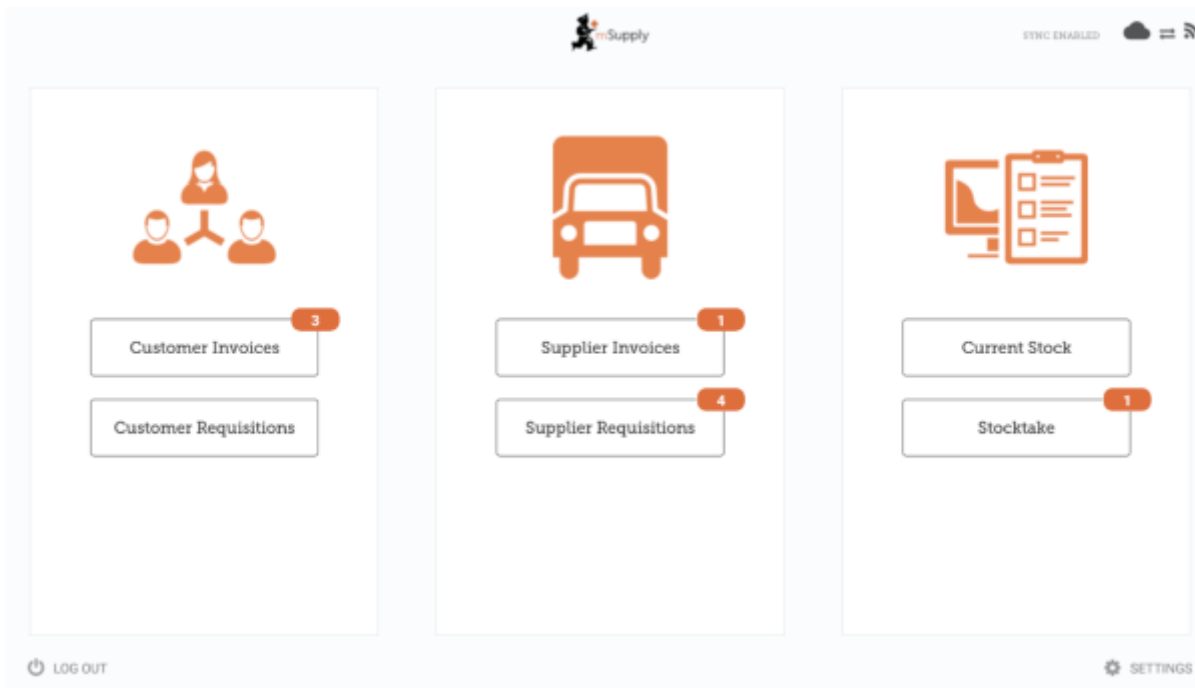 mSupply
SYNC ENABLED
3
Customer Invoices
Customer Requisitions
1
Supplier Invoices
4
Supplier Requisitions
Current Stock
1
Stocktake
LOG OUT
SETTINGS